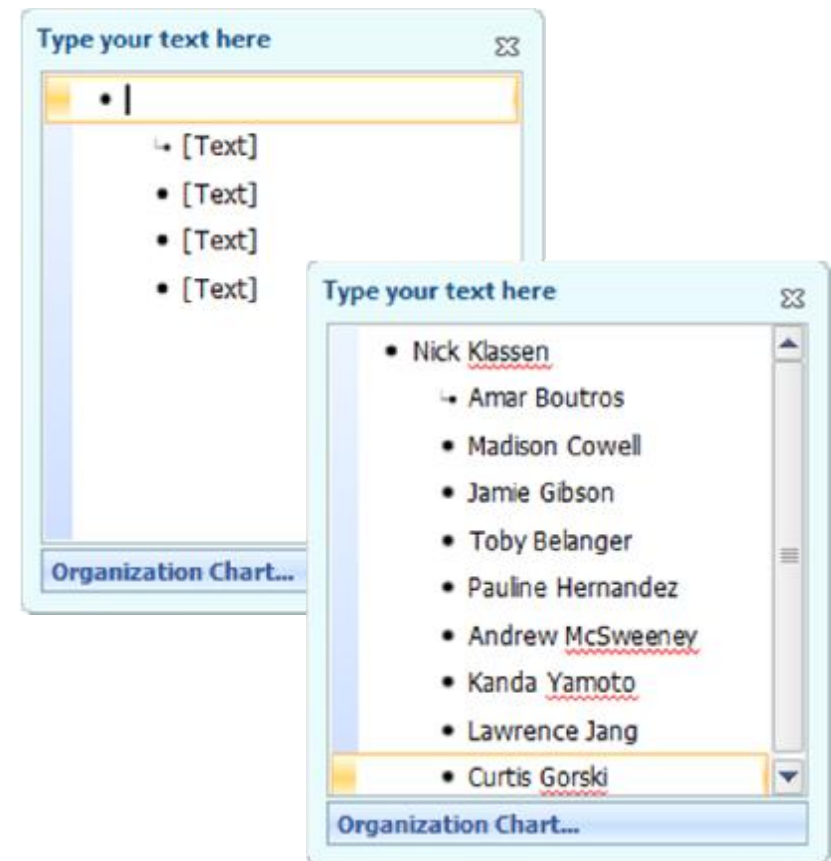 Type your text here
•
[Text]
• [Text]
• [Text]
• [Text]
Organization Chart...
Type your text here
• Nick Klassen
Amar Boutros
• Madison Cowell
• Jamie Gibson
• Toby Belanger
• Pauline Hernandez
• Andrew McSweeney
• Kanda Yamoto
• Lawrence Jang
• Curtis Gorski
Organization Chart...